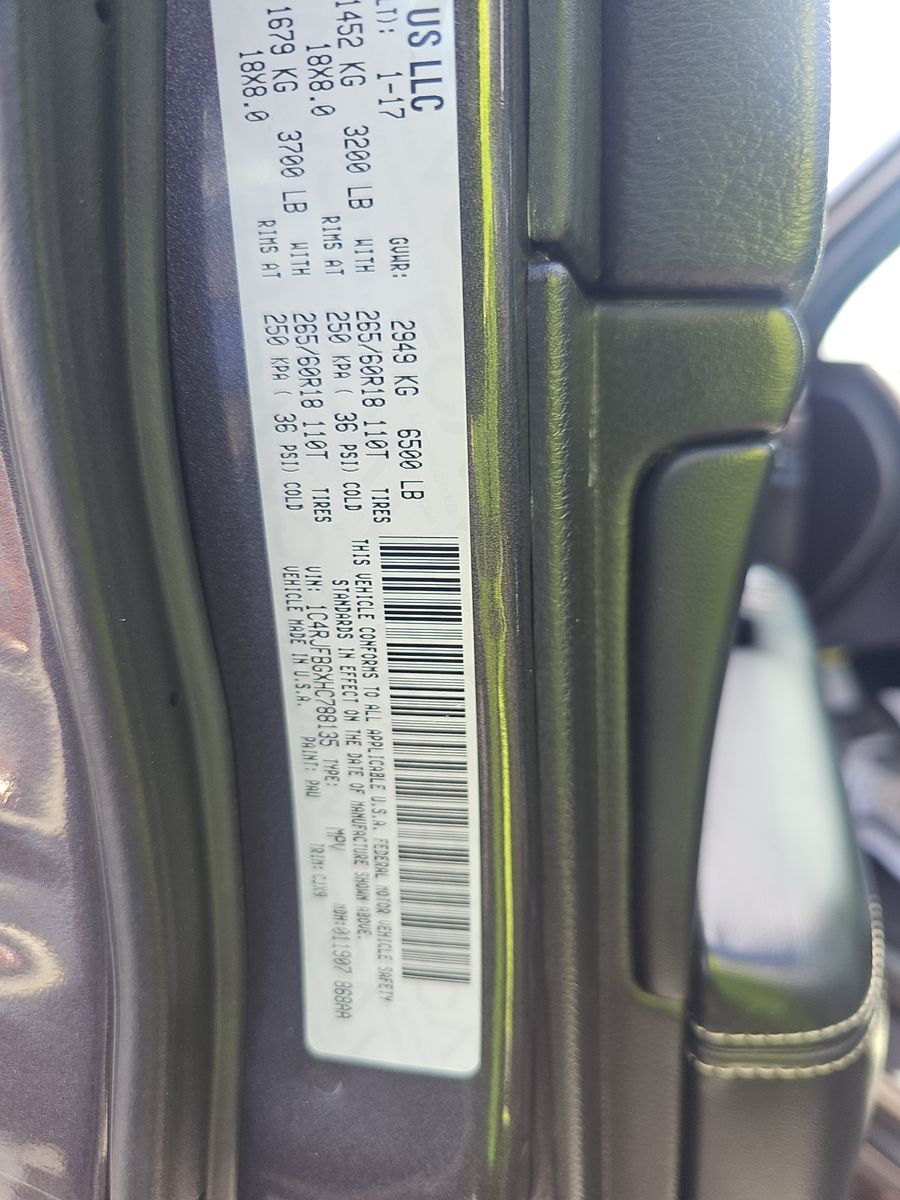 US LLC
LT): 1-17 GVWR: 2949 KG 6500 LB
1452 KG 3200 LB WITH 265/60R18 110T TIRES
18X8.0 RIMS AT 250 KPA ( 36 PSI) COLD
1679 KG 3700 LB WITH 265/60R18 110T TIRES
18X8.0 RIMS AT 250 KPA ( 36 PSI) COLD
THIS VEHICLE CONFORMS TO ALL APPLICABLE U.S.A. FEDERAL MOTOR VEHICLE SAFETY
STANDARDS IN EFFECT ON THE DATE OF MANUFACTURE SHOWN ABOVE.
VIN: 1C4RJFBGXHC788135 TYPE: MPV MDH:011907 868AA
VEHICLE MADE IN U.S.A. PAINT: PAU TRIM: CJX9